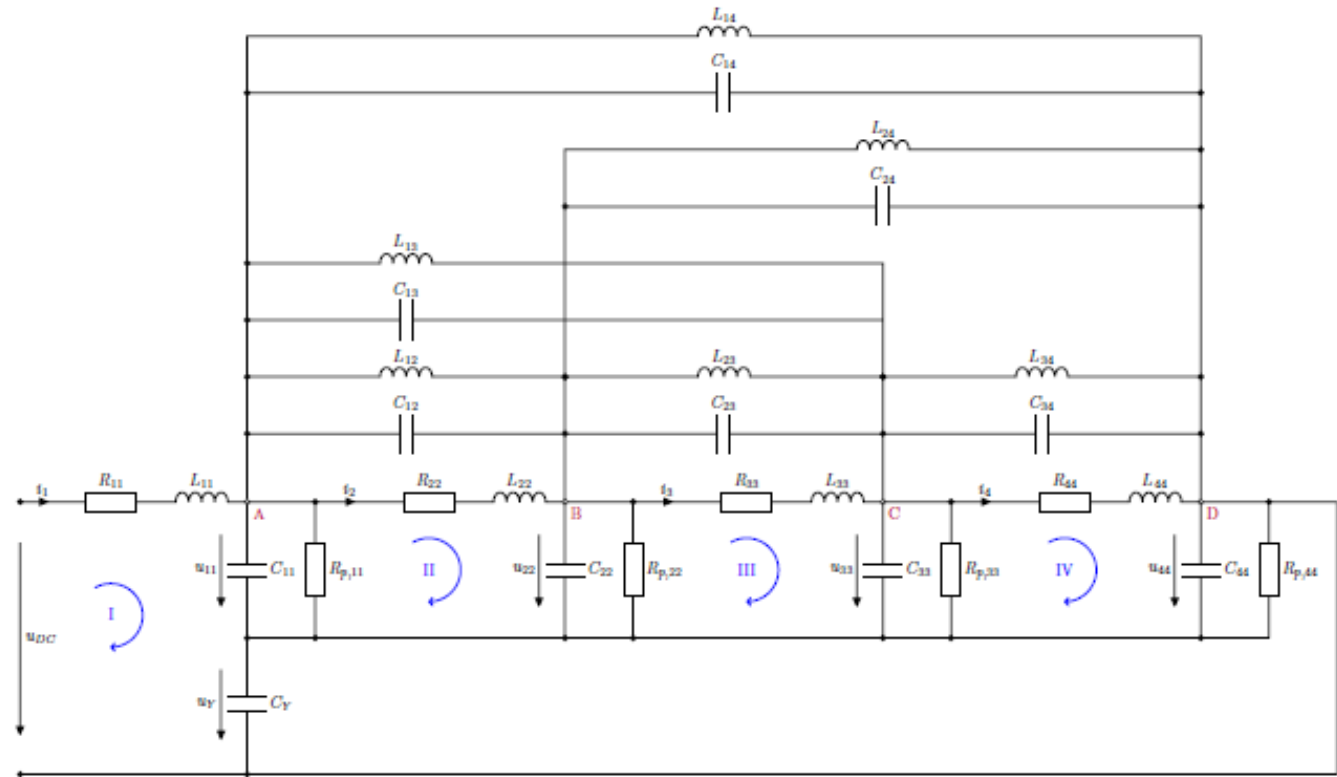 L₁₄
C₁₄
L₂₄
C₂₄
L₁₃
C₁₃
L₁₂ L₂₃ L₃₄
C₁₂ C₂₃ C₃₄
i₁ R₁₁ L₁₁ i₂ R₂₂ L₂₂ i₃ R₃₃ L₃₃ i₄ R₄₄ L₄₄
A B C D
u₁₁ C₁₁ Rp,11 II u₂₂ C₂₂ Rp,22 III u₃₃ C₃₃ Rp,33 IV u₄₄ C₄₄ Rp,44
I
uDC
uY CY